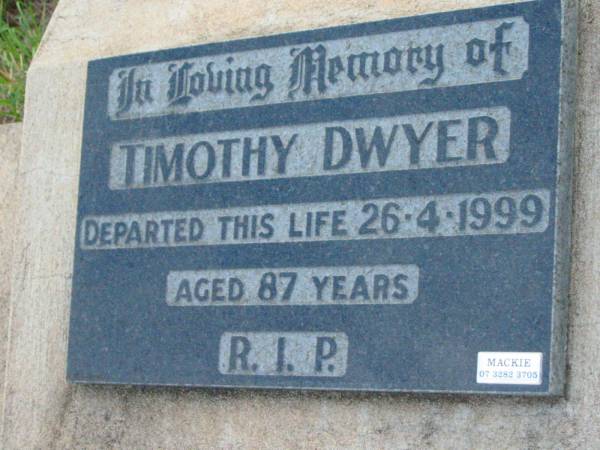 In Loving Memory of
TIMOTHY DWYER
DEPARTED THIS LIFE 26·4·1999
AGED 87 YEARS
R. I. P.
MACKIE
07 3282 3705